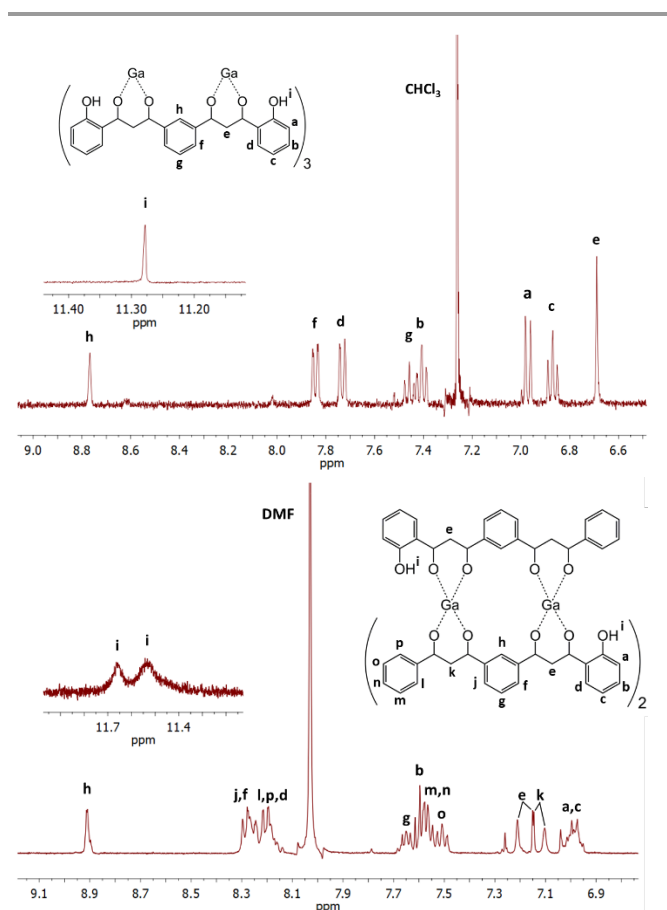 Ga Ga
OH OH i
O O O O
h a
e
f d b
g c
3
CHCl3
i
11.40 11.30 11.20
ppm
h f d g b a c e
9.0 8.8 8.6 8.4 8.2 8.0 7.8 7.6 7.4 7.2 7.0 6.8 6.6
ppm
DMF
e
OH i
O O O O
Ga Ga
O O O O
OH i
p h a
o k e b
n l j f d
m g c
2
i i
11.7 11.4
ppm
h j,f l,p,d g b m,n o e k a,c
9.1 8.9 8.7 8.5 8.3 8.1 7.9 7.7 7.5 7.3 7.1 6.9
ppm